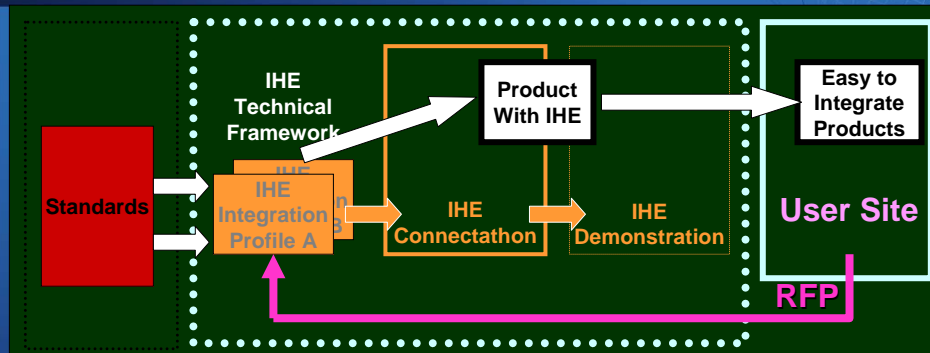 IHE
Technical
Framework
Product
With IHE
Easy to
Integrate
Products
Standards
IHE
n
B
IHE
Integration
Profile A
IHE
Connectathon
IHE
Demonstration
User Site
RFP